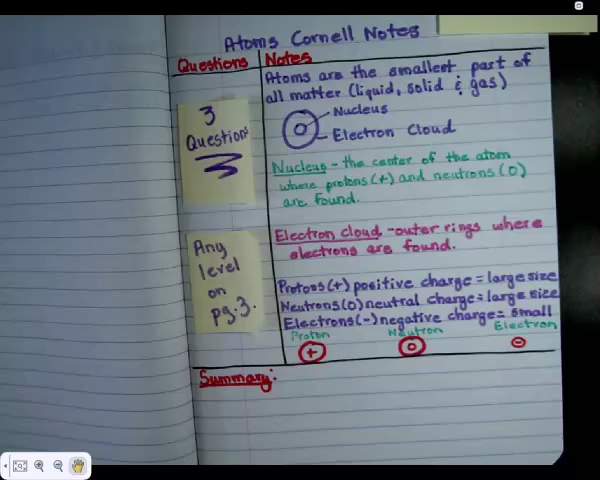 Atoms Cornell Notes
Questions
Notes
Atoms are the smallest part of
all matter (liquid, solid & gas)
Nucleus
Electron Cloud
3
Questions
Nucleus - the center of the atom
where protons(+) and neutrons(0)
are found.
Electron cloud - outer rings where
electrons are found.
Any
level
on
pg.3.
Protons(+) positive charge = large size
Neutrons(0) neutral charge = large size
Electrons(-) negative charge = small
Proton Neutron Electron
+ 0 -
Summary: